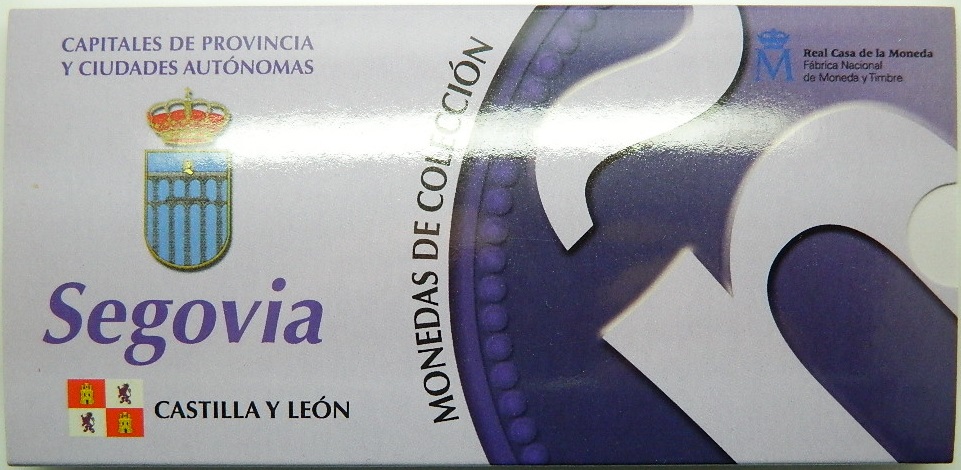 CAPITALES DE PROVINCIA
Y CIUDADES AUTÓNOMAS
Segovia
CASTILLA Y LEÓN
MONEDAS DE COLECCIÓN
M
Real Casa de la Moneda
Fábrica Nacional
de Moneda y Timbre